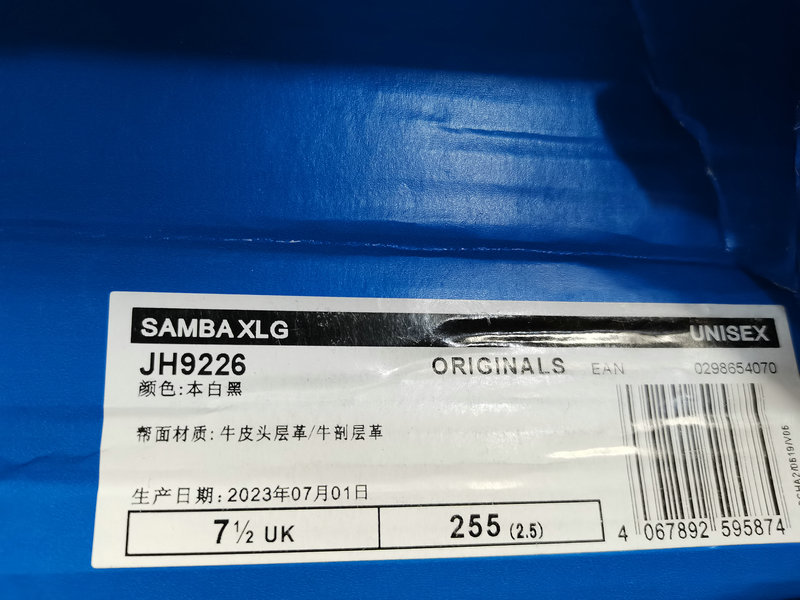 SAMBA XLG UNISEX
JH9226 ORIGINALS EAN 0298654070
颜色:本白黑
帮面材质: 牛皮头层革/牛剖层革
生产日期:2023年07月01日
7 1/2 UK 255 (2.5)
4 067892 595874